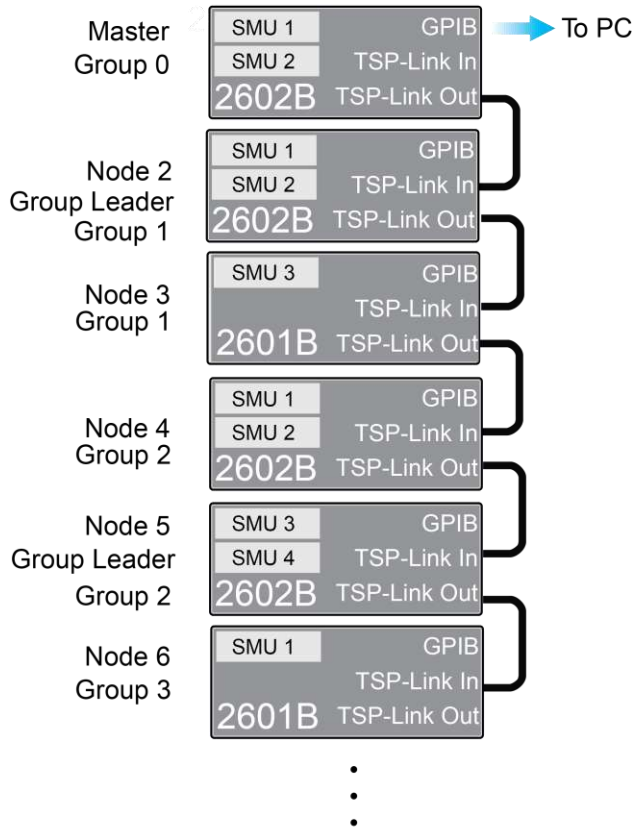 Master
Group 0
SMU 1 GPIB
SMU 2 TSP-Link In
2602B TSP-Link Out
To PC
Node 2
Group Leader
Group 1
SMU 1 GPIB
SMU 2 TSP-Link In
2602B TSP-Link Out
Node 3
Group 1
SMU 3 GPIB
TSP-Link In
2601B TSP-Link Out
Node 4
Group 2
SMU 1 GPIB
SMU 2 TSP-Link In
2602B TSP-Link Out
Node 5
Group Leader
Group 2
SMU 3 GPIB
SMU 4 TSP-Link In
2602B TSP-Link Out
Node 6
Group 3
SMU 1 GPIB
TSP-Link In
2601B TSP-Link Out